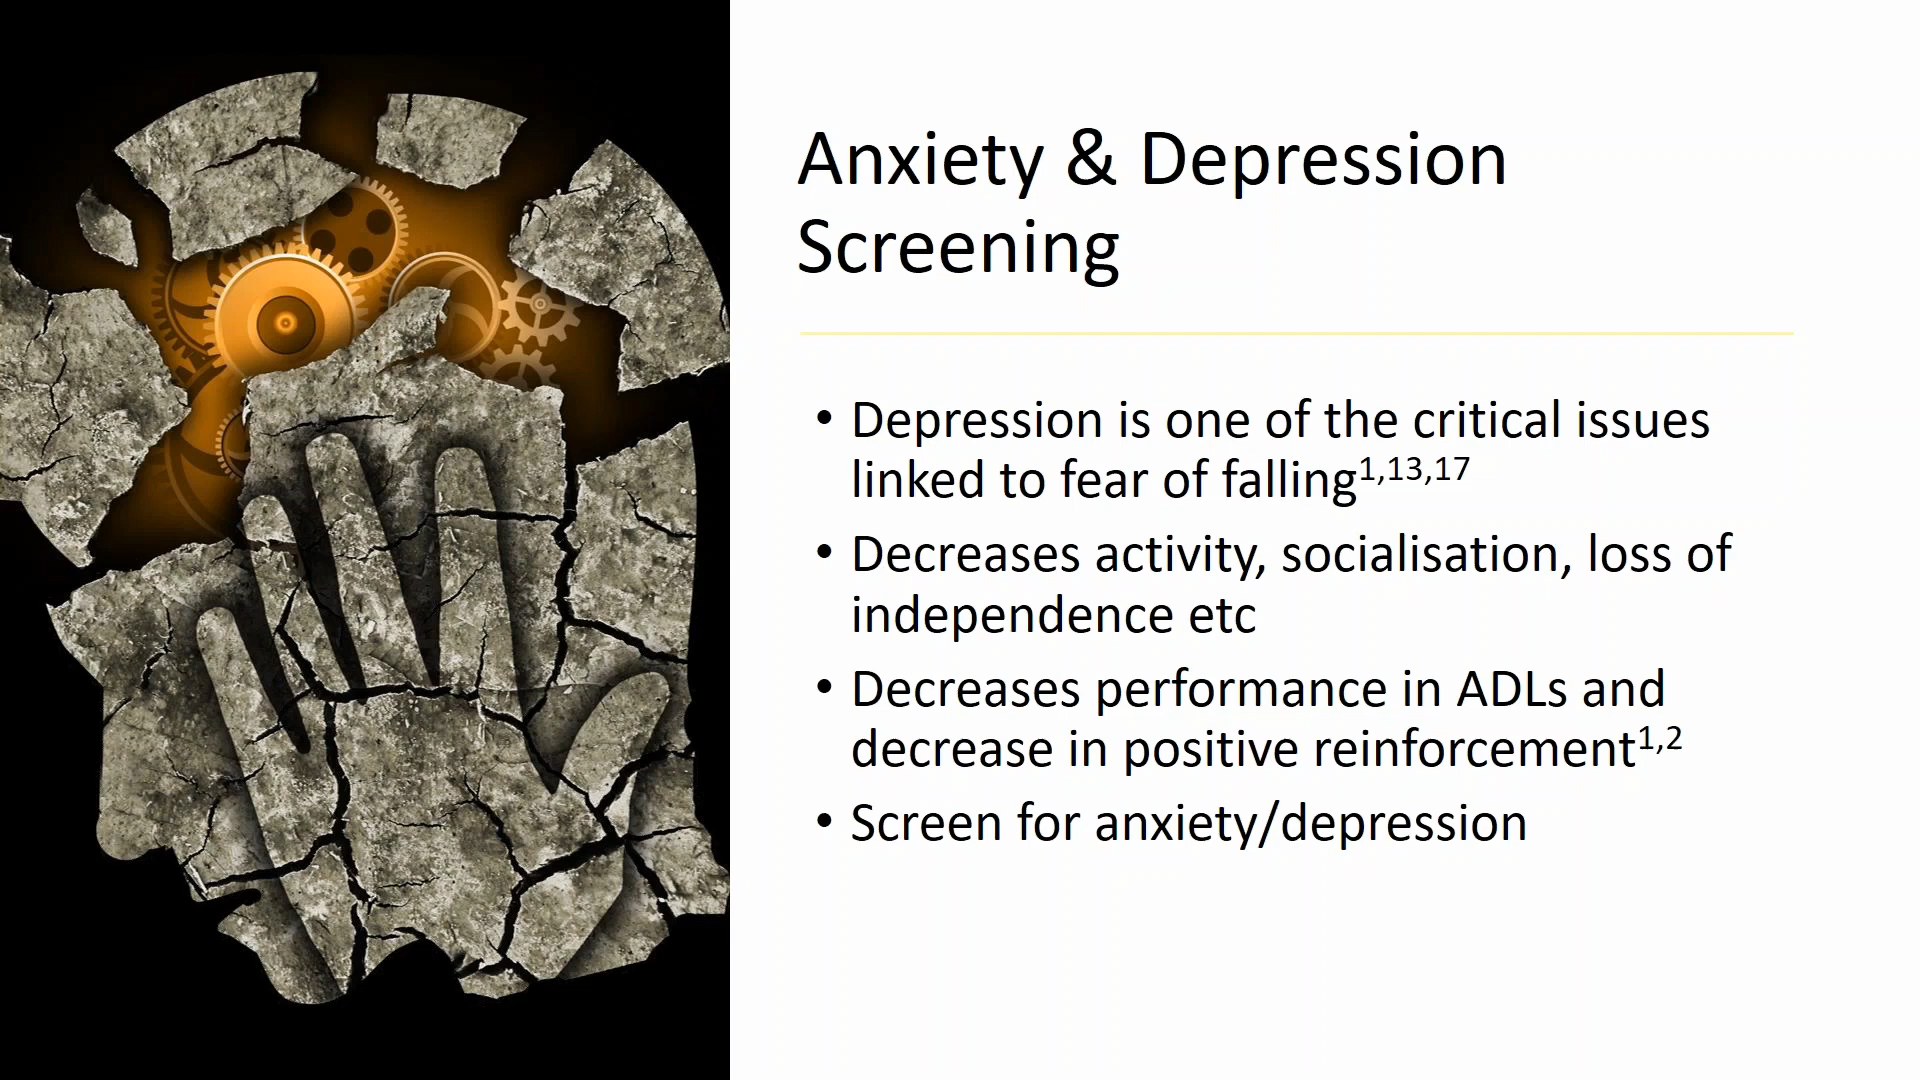 Anxiety & Depression
Screening
• Depression is one of the critical issues
linked to fear of falling1,13,17
• Decreases activity, socialisation, loss of
independence etc
• Decreases performance in ADLs and
decrease in positive reinforcement1,2
• Screen for anxiety/depression